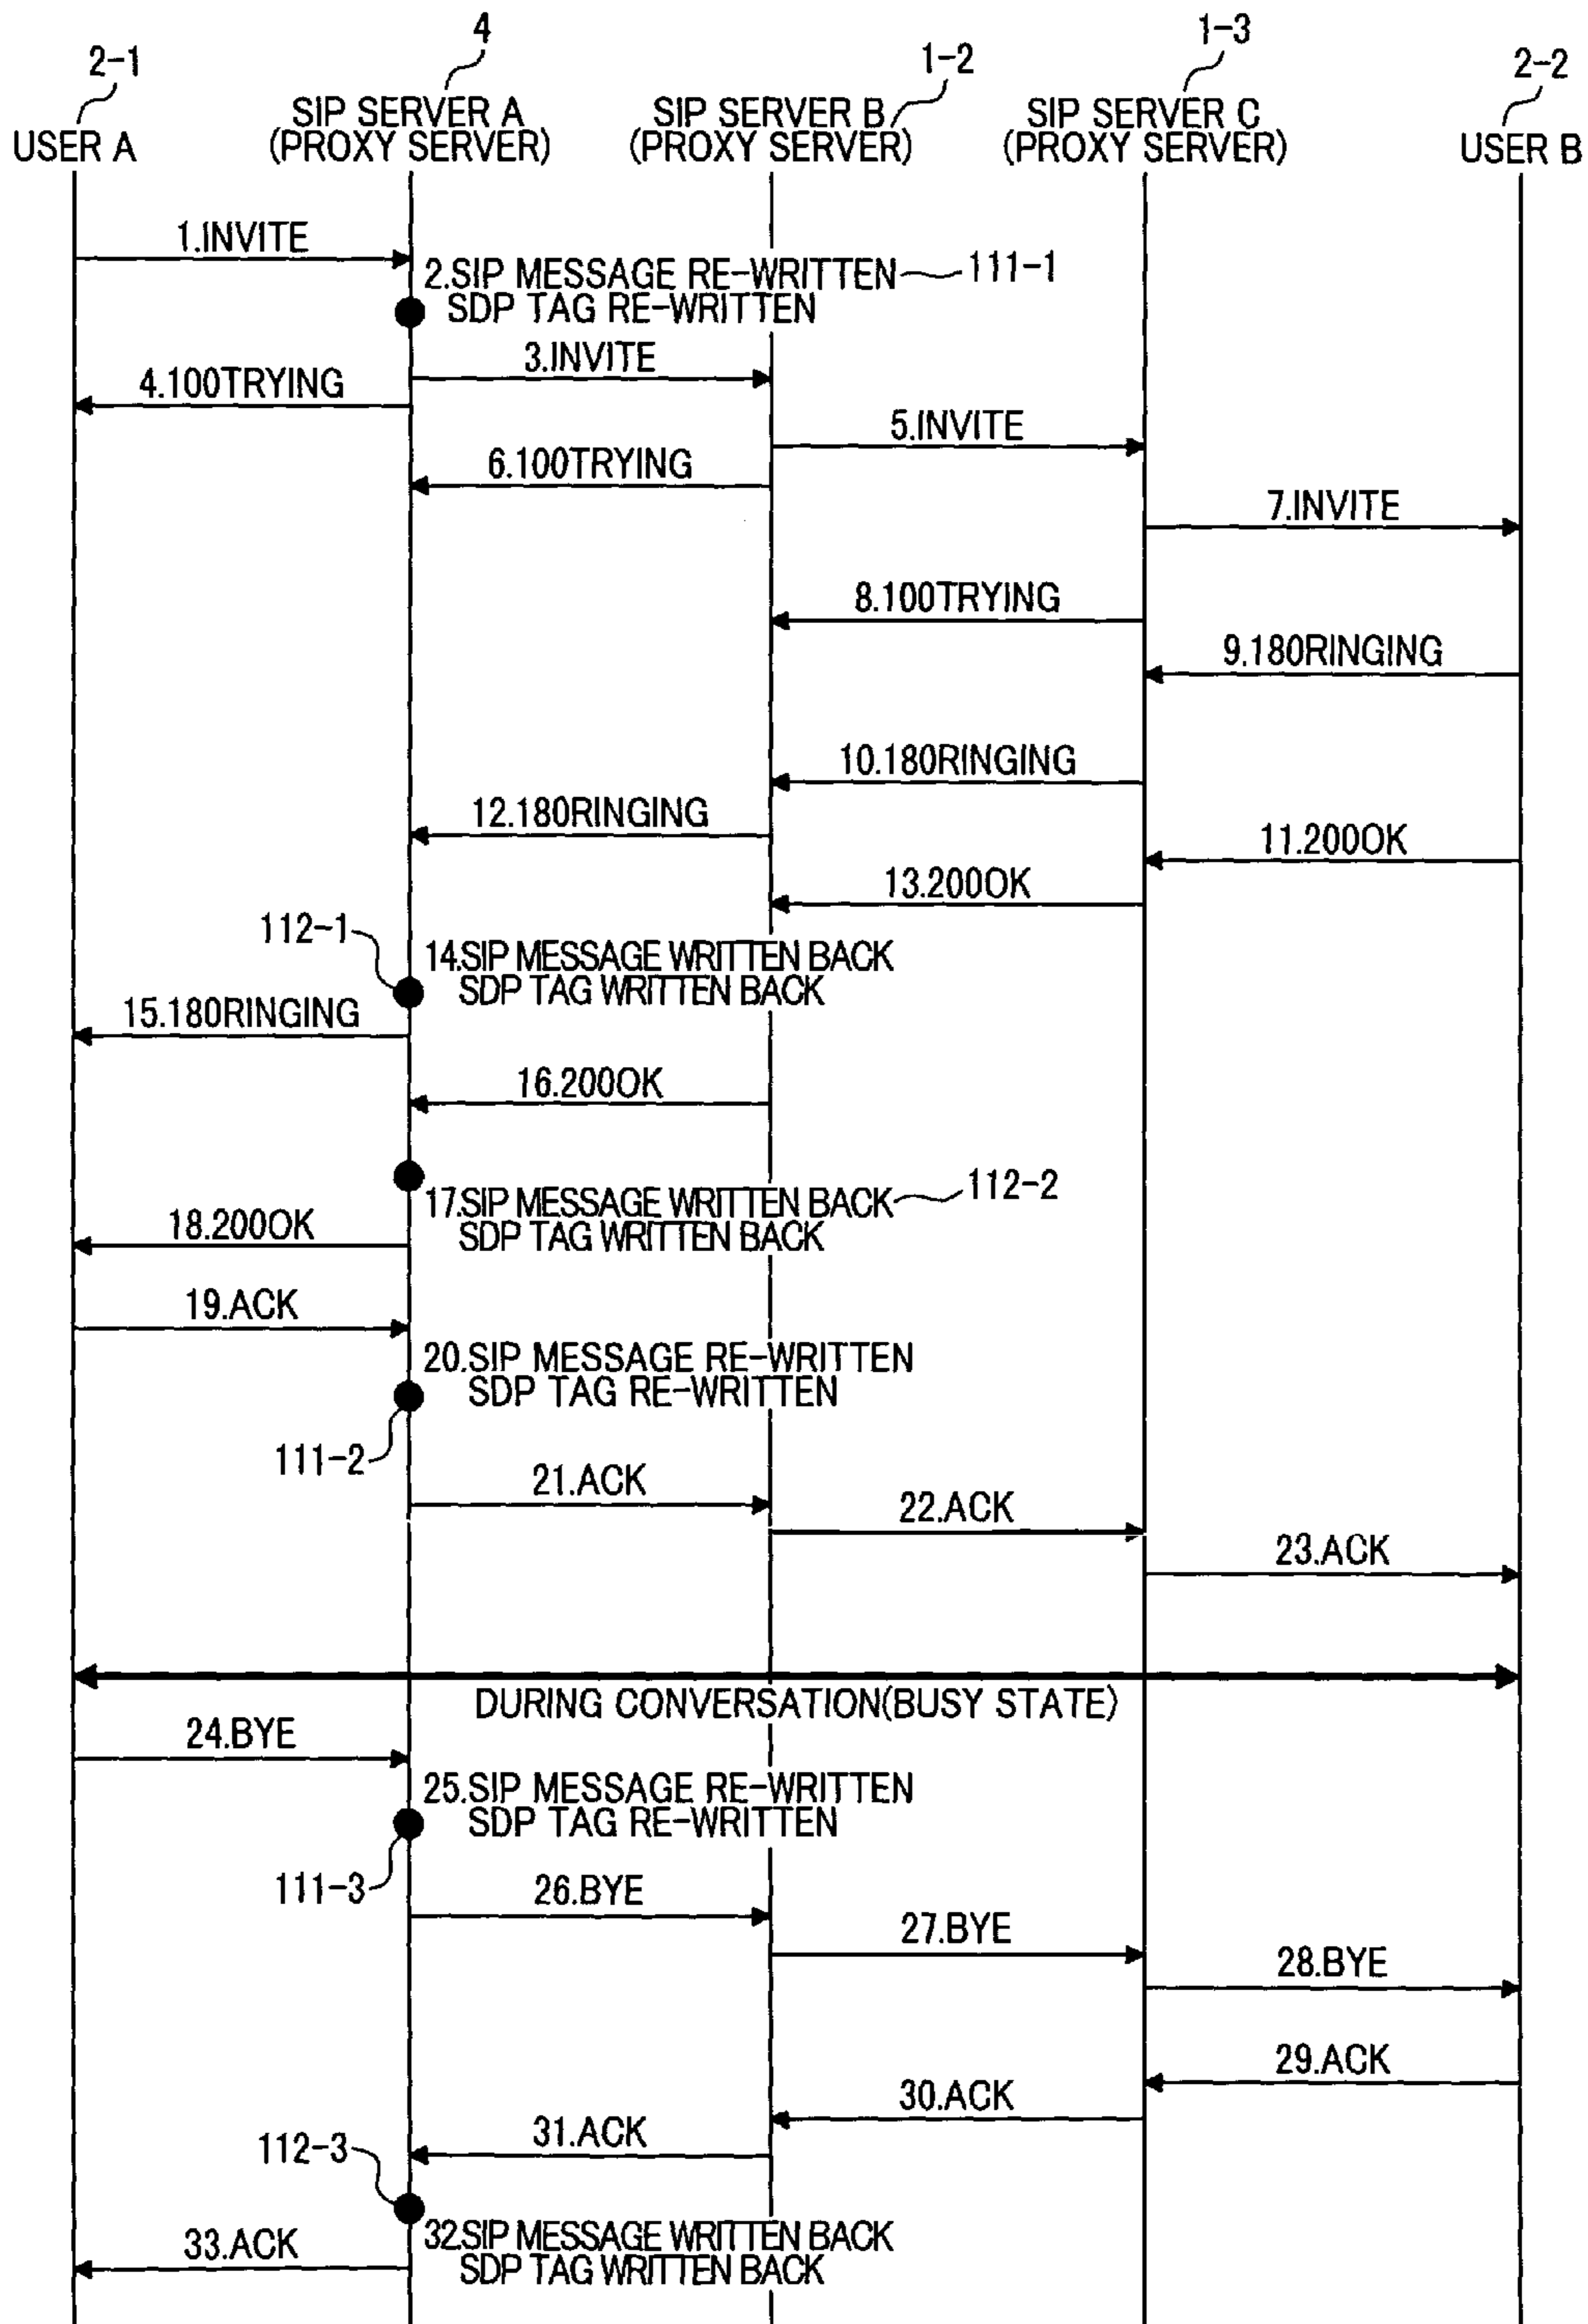 4
1-3
2-1
1-2
2-2
SIP SERVER A
SIP SERVER B
SIP SERVER C
USER A
(PROXY SERVER)
(PROXY SERVER)
(PROXY SERVER)
USER B
1.INVITE
2.SIP MESSAGE RE-WRITTEN
111-1
SDP TAG RE-WRITTEN
3.INVITE
4.100TRYING
5.INVITE
6.100TRYING
7.INVITE
8.100TRYING
9.180RINGING
10.180RINGING
12.180RINGING
11.200OK
13.200OK
112-1
14.SIP MESSAGE WRITTEN BACK
SDP TAG WRITTEN BACK
15.180RINGING
16.200OK
17.SIP MESSAGE WRITTEN BACK
112-2
SDP TAG WRITTEN BACK
18.200OK
19.ACK
20.SIP MESSAGE RE-WRITTEN
SDP TAG RE-WRITTEN
111-2
21.ACK
22.ACK
23.ACK
DURING CONVERSATION(BUSY STATE)
24.BYE
25.SIP MESSAGE RE-WRITTEN
SDP TAG RE-WRITTEN
111-3
26.BYE
27.BYE
28.BYE
29.ACK
30.ACK
31.ACK
112-3
32.SIP MESSAGE WRITTEN BACK
SDP TAG WRITTEN BACK
33.ACK